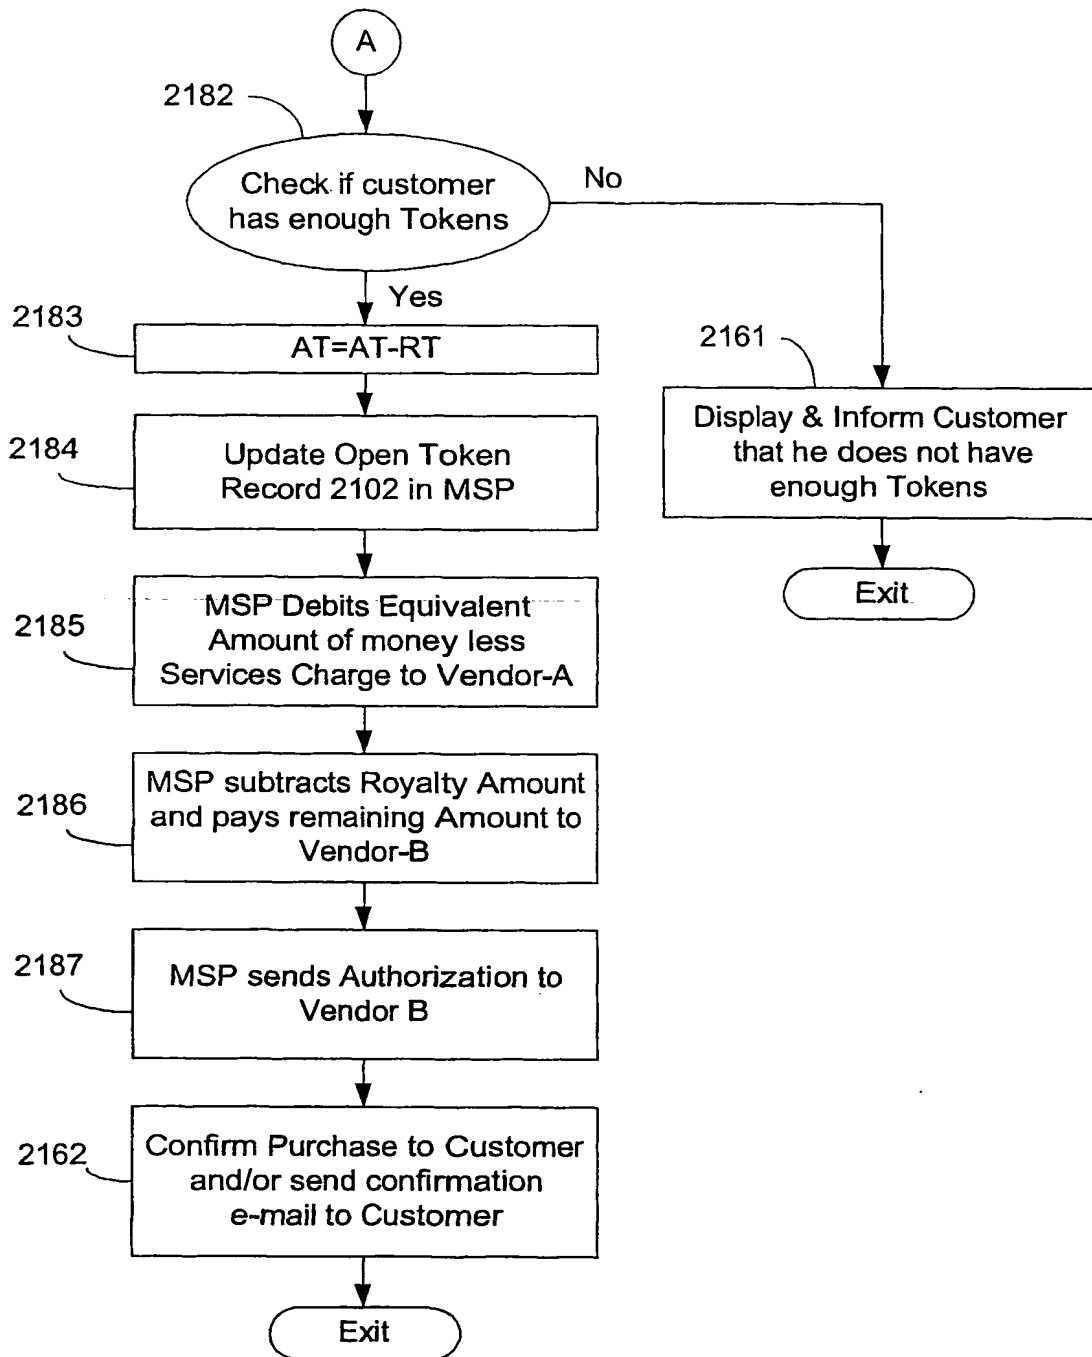 A
2182
Check if customer
has enough Tokens
No
Yes
2183
AT=AT-RT
2161
Display & Inform Customer
that he does not have
enough Tokens
Exit
2184
Update Open Token
Record 2102 in MSP
2185
MSP Debits Equivalent
Amount of money less
Services Charge to Vendor-A
2186
MSP subtracts Royalty Amount
and pays remaining Amount to
Vendor-B
2187
MSP sends Authorization to
Vendor B
2162
Confirm Purchase to Customer
and/or send confirmation
e-mail to Customer
Exit